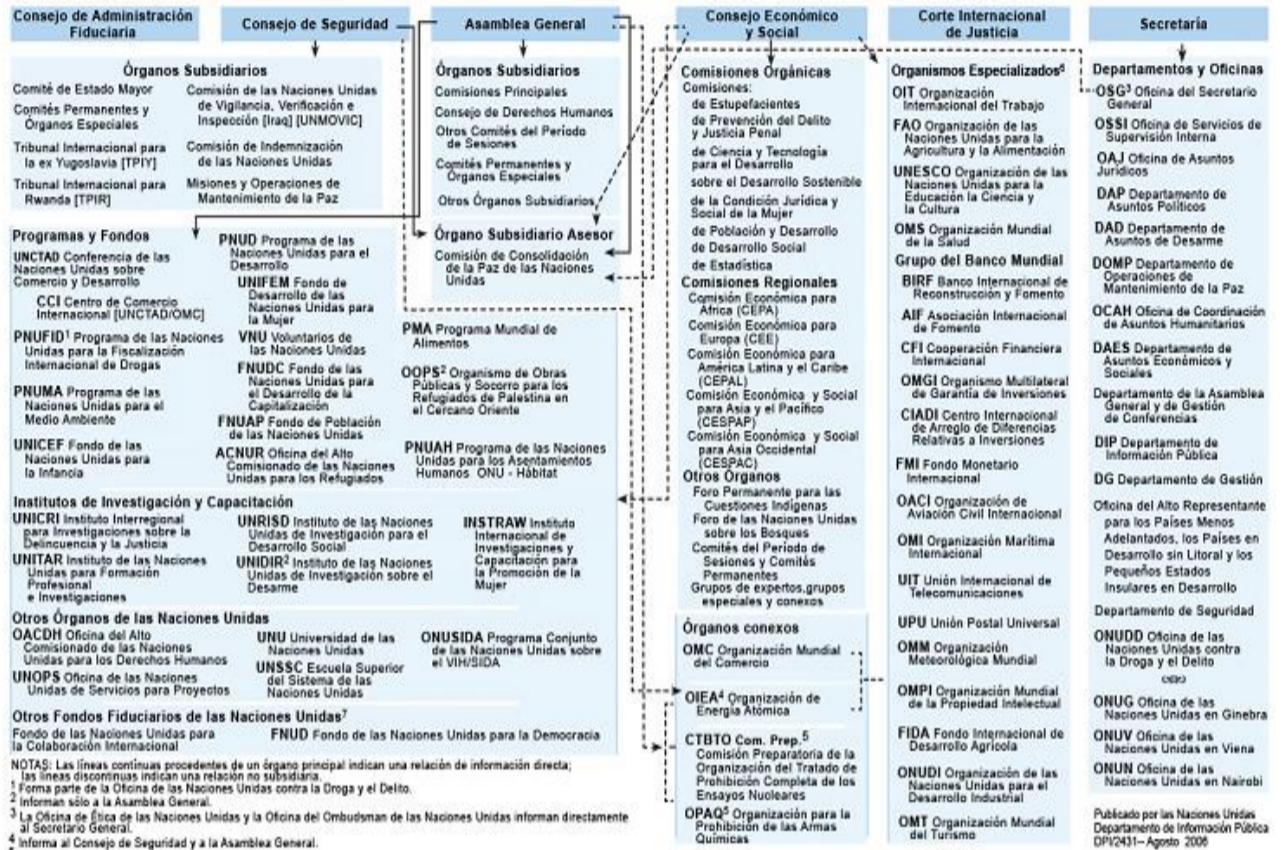 Consejo de Administración
Fiduciaria
Consejo de Seguridad
Asamblea General
Consejo Económico
y Social
Corte Internacional
de Justicia
Secretaría
Órganos Subsidiarios
Comité de Estado Mayor
Comités Permanentes y
Órganos Especiales
Tribunal Internacional para
la ex Yugoslavia [TPIY]
Tribunal Internacional para
Rwanda [TPIR]
Comisión de las Naciones Unidas
de Vigilancia, Verificación e
Inspección [Iraq] [UNMOVIC]
Comisión de Indemnización
de las Naciones Unidas
Misiones y Operaciones de
Mantenimiento de la Paz
Órganos Subsidiarios
Comisiones Principales
Consejo de Derechos Humanos
Otros Comités del Período
de Sesiones
Comités Permanentes y
Órganos Especiales
Otros Órganos Subsidiarios
Órgano Subsidiario Asesor
Comisión de Consolidación
de la Paz de las Naciones
Unidas
Programas y Fondos
UNCTAD Conferencia de las
Naciones Unidas sobre
Comercio y Desarrollo
CCI Centro de Comercio
Internacional [UNCTAD/OMC]
PNUFID¹ Programa de las Naciones
Unidas para la Fiscalización
Internacional de Drogas
PNUMA Programa de las
Naciones Unidas para el
Medio Ambiente
UNICEF Fondo de las
Naciones Unidas para
la Infancia
PNUD Programa de las
Naciones Unidas para el
Desarrollo
UNIFEM Fondo de
Desarrollo de las
Naciones Unidas para
la Mujer
VNU Voluntarios de
las Naciones Unidas
FNUDC Fondo de las
Naciones Unidas para
el Desarrollo de la
Capitalización
FNUAP Fondo de Población
de las Naciones Unidas
ACNUR Oficina del Alto
Comisionado de las Naciones
Unidas para los Refugiados
PMA Programa Mundial de
Alimentos
OOPS² Organismo de Obras
Públicas y Socorro para los
Refugiados de Palestina en
el Cercano Oriente
PNUAH Programa de las Naciones
Unidas para los Asentamientos
Humanos ONU - Hábitat
Institutos de Investigación y Capacitación
UNICRI Instituto Interregional
para Investigaciones sobre la
Delincuencia y la Justicia
UNITAR Instituto de las Naciones
Unidas para Formación
Profesional
e Investigaciones
UNRISD Instituto de las Naciones
Unidas de Investigación para el
Desarrollo Social
UNIDIR² Instituto de las Naciones
Unidas de Investigación sobre el
Desarme
INSTRAW Instituto
Internacional de
Investigaciones y
Capacitación para
la Promoción de la
Mujer
Otros Órganos de las Naciones Unidas
OACDH Oficina del Alto
Comisionado de las Naciones
Unidas para los Derechos Humanos
UNOPS Oficina de las Naciones
Unidas de Servicios para Proyectos
UNU Universidad de las
Naciones Unidas
UNSSC Escuela Superior
del Sistema de las
Naciones Unidas
ONUSIDA Programa Conjunto
de las Naciones Unidas sobre
el VIH/SIDA
Otros Fondos Fiduciarios de las Naciones Unidas⁷
Fondo de las Naciones Unidas para
la Colaboración Internacional
FNUD Fondo de las Naciones Unidas para la Democracia
Comisiones Orgánicas
Comisiones:
de Estupefacientes
de Prevención del Delito
y Justicia Penal
de Ciencia y Tecnología
para el Desarrollo
sobre el Desarrollo Sostenible
de la Condición Jurídica y
Social de la Mujer
de Población y Desarrollo
de Desarrollo Social
de Estadística
Comisiones Regionales
Comisión Económica para
África (CEPA)
Comisión Económica para
Europa (CEE)
Comisión Económica para
América Latina y el Caribe
(CEPAL)
Comisión Económica y Social
para Asia y el Pacífico
(CESPAP)
Comisión Económica y Social
para Asia Occidental
(CESPAC)
Otros Órganos
Foro Permanente para las
Cuestiones Indígenas
Foro de las Naciones Unidas
sobre los Bosques
Comités del Período de
Sesiones y Comités
Permanentes
Grupos de expertos,grupos
especiales y conexos
Órganos conexos
OMC Organización Mundial
del Comercio
OIEA⁴ Organización de
Energía Atómica
CTBTO Com. Prep.⁵
Comisión Preparatoria de la
Organización del Tratado de
Prohibición Completa de los
Ensayos Nucleares
OPAQ⁵ Organización para la
Prohibición de las Armas
Químicas
Organismos Especializados⁶
OIT Organización
Internacional del Trabajo
FAO Organización de las
Naciones Unidas para la
Agricultura y la Alimentación
UNESCO Organización de las
Naciones Unidas para la
Educación la Ciencia y
la Cultura
OMS Organización Mundial
de la Salud
Grupo del Banco Mundial
BIRF Banco Internacional de
Reconstrucción y Fomento
AIF Asociación Internacional
de Fomento
CFI Cooperación Financiera
Internacional
OMGI Organismo Multilateral
de Garantía de Inversiones
CIADI Centro Internacional
de Arreglo de Diferencias
Relativas a Inversiones
FMI Fondo Monetario
Internacional
OACI Organización de
Aviación Civil Internacional
OMI Organización Marítima
Internacional
UIT Unión Internacional de
Telecomunicaciones
UPU Unión Postal Universal
OMM Organización
Meteorológica Mundial
OMPI Organización Mundial
de la Propiedad Intelectual
FIDA Fondo Internacional de
Desarrollo Agrícola
ONUDI Organización de las
Naciones Unidas para el
Desarrollo Industrial
OMT Organización Mundial
del Turismo
Departamentos y Oficinas
OSG³ Oficina del Secretario
General
OSSI Oficina de Servicios de
Supervisión Interna
OAJ Oficina de Asuntos
Jurídicos
DAP Departamento de
Asuntos Políticos
DAD Departamento de
Asuntos de Desarme
DOMP Departamento de
Operaciones de
Mantenimiento de la Paz
OCAH Oficina de Coordinación
de Asuntos Humanitarios
DAES Departamento de
Asuntos Económicos y
Sociales
Departamento de la Asamblea
General y de Gestión
de Conferencias
DIP Departamento de
Información Pública
DG Departamento de Gestión
Oficina del Alto Representante
para los Países Menos
Adelantados, los Países en
Desarrollo sin Litoral y los
Pequeños Estados
Insulares en Desarrollo
Departamento de Seguridad
ONUDD Oficina de las
Naciones Unidas contra
la Droga y el Delito
ONUG Oficina de las
Naciones Unidas en Ginebra
ONUV Oficina de las
Naciones Unidas en Viena
ONUN Oficina de las
Naciones Unidas en Nairobi
NOTAS: Las líneas continuas procedentes de un órgano principal indican una relación de información directa;
las líneas discontinuas indican una relación no subsidiaria.
¹ Forma parte de la Oficina de las Naciones Unidas contra la Droga y el Delito.
² Informan sólo a la Asamblea General.
³ La Oficina de Ética de las Naciones Unidas y la Oficina del Ombudsman de las Naciones Unidas informan directamente
al Secretario General.
⁴ Informa al Consejo de Seguridad y a la Asamblea General.
Publicado por las Naciones Unidas
Departamento de Información Pública
DPI/2431– Agosto 2006